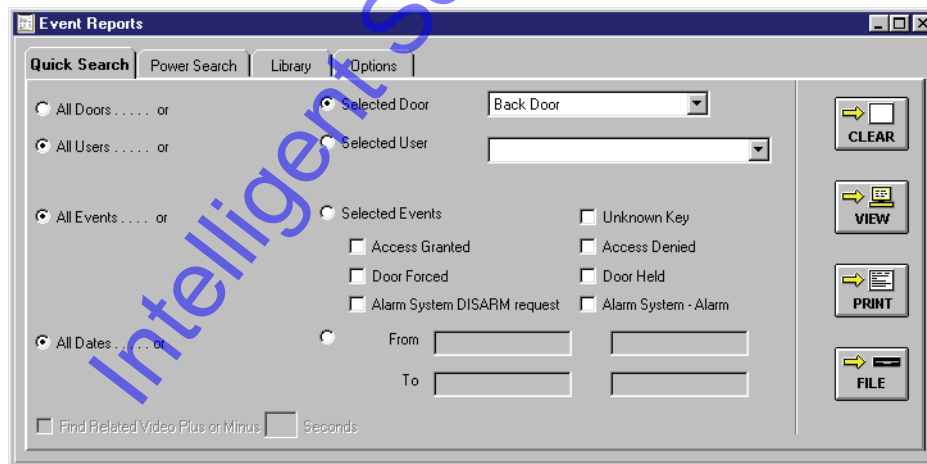 Event Reports
Quick Search Power Search Library Options
All Doors . . . . . or Selected Door Back Door
All Users . . . . . or Selected User
All Events . . . . or Selected Events Unknown Key
Access Granted Access Denied
Door Forced Door Held
Alarm System DISARM request Alarm System - Alarm
All Dates . . . . . or From
To
Find Related Video Plus or Minus Seconds
CLEAR
VIEW
PRINT
FILE
Intelligent